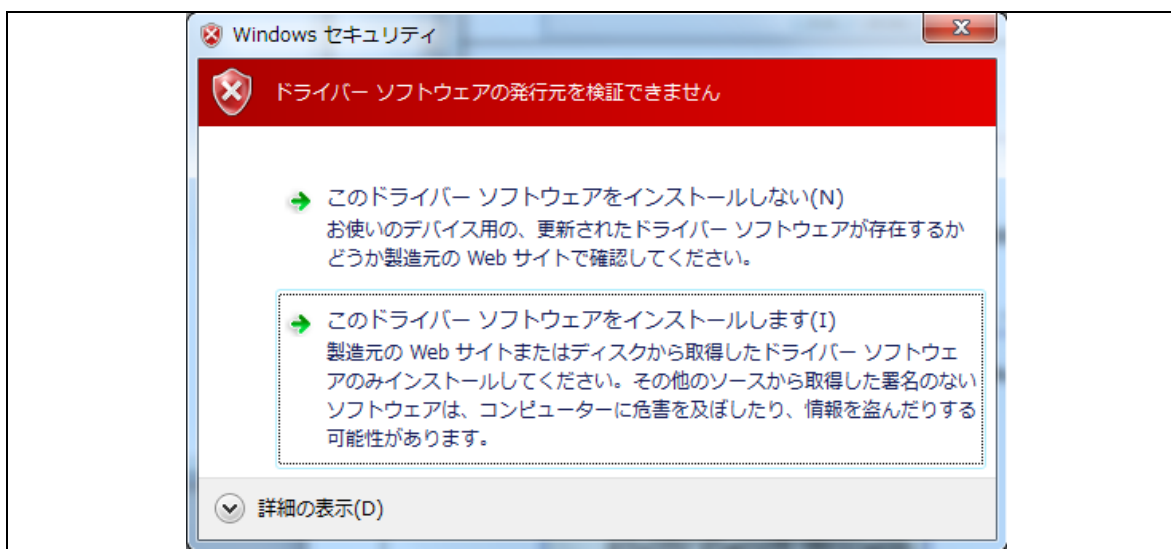 Windows セキュリティ
ドライバー ソフトウェアの発行元を検証できません
このドライバー ソフトウェアをインストールしない(N)
お使いのデバイス用の、更新されたドライバー ソフトウェアが存在するか
どうか製造元の Web サイトで確認してください。
このドライバー ソフトウェアをインストールします(I)
製造元の Web サイトまたはディスクから取得したドライバー ソフトウェ
アのみインストールしてください。その他のソースから取得した署名のない
ソフトウェアは、コンピューターに危害を及ぼしたり、情報を盗んだりする
可能性があります。
詳細の表示(D)